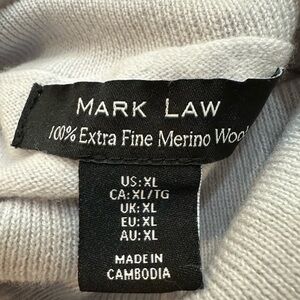 MARK LAW
100% Extra Fine Merino Wool
US: XL
CA: XL/TG
UK: XL
EU: XL
AU: XL
MADE IN
CAMBODIA